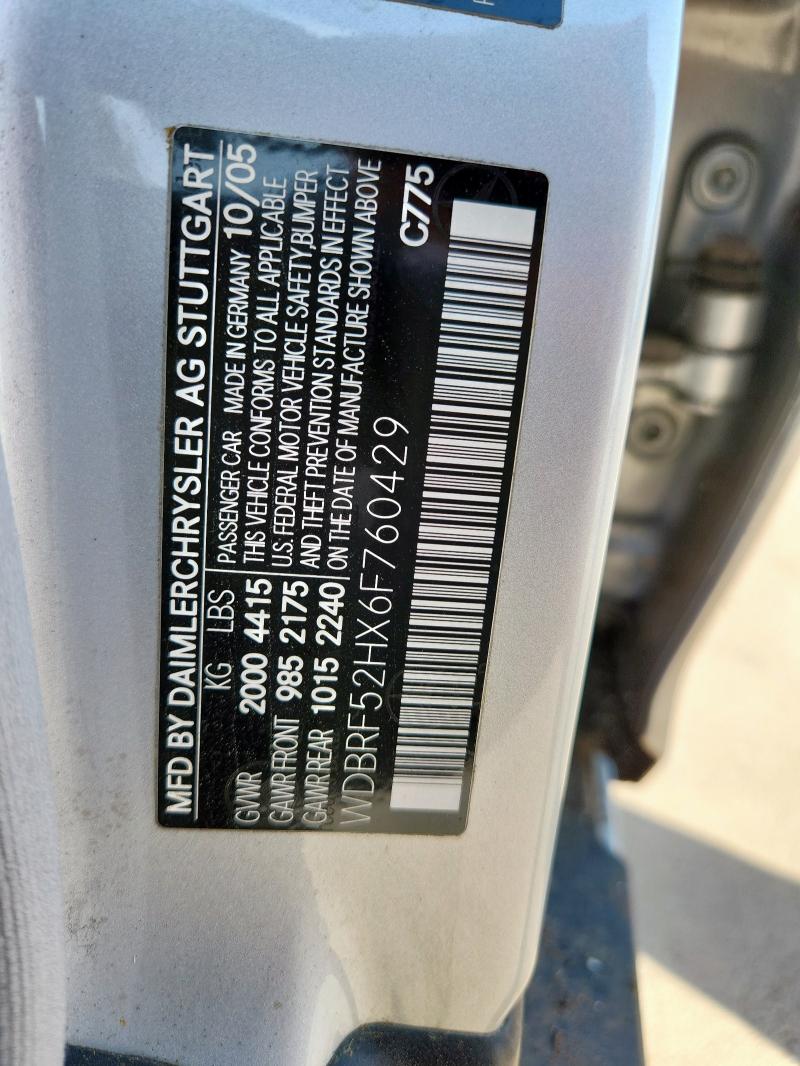 MFD BY DAIMLERCHRYSLER AG STUTTGART
KG LBS PASSENGER CAR MADE IN GERMANY 10/05
GVWR 2000 4415 THIS VEHICLE CONFORMS TO ALL APPLICABLE
GAWR FRONT 985 2175 U.S. FEDERAL MOTOR VEHICLE SAFETY,BUMPER
GAWR REAR 1015 2240 AND THEFT PREVENTION STANDARDS IN EFFECT
ON THE DATE OF MANUFACTURE SHOWN ABOVE
WDBRF52HX6F760429 C775